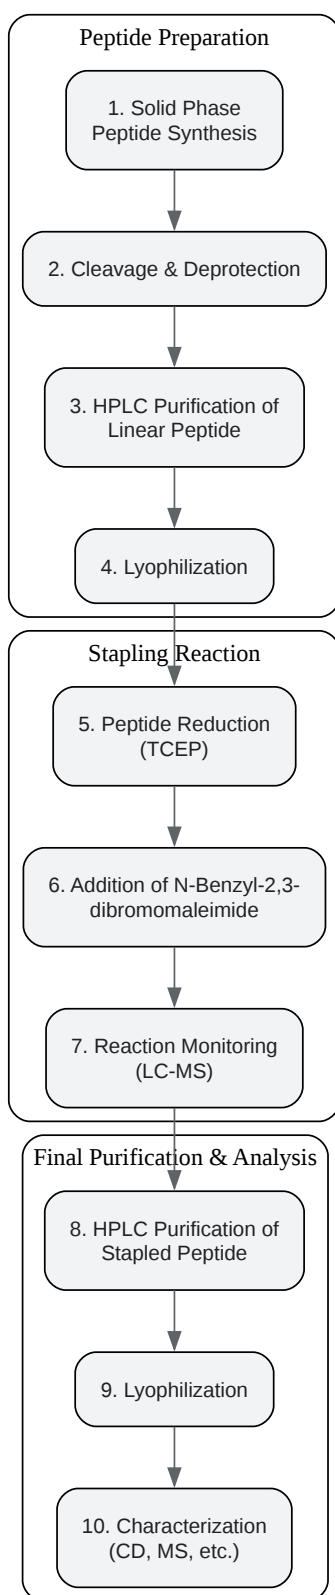 Peptide Preparation
1. Solid Phase
Peptide Synthesis
2. Cleavage & Deprotection
3. HPLC Purification of
Linear Peptide
4. Lyophilization
Stapling Reaction
5. Peptide Reduction
(TCEP)
6. Addition of N-Benzyl-2,3-
dibromomaleimide
7. Reaction Monitoring
(LC-MS)
Final Purification & Analysis
8. HPLC Purification of
Stapled Peptide
9. Lyophilization
10. Characterization
(CD, MS, etc.)